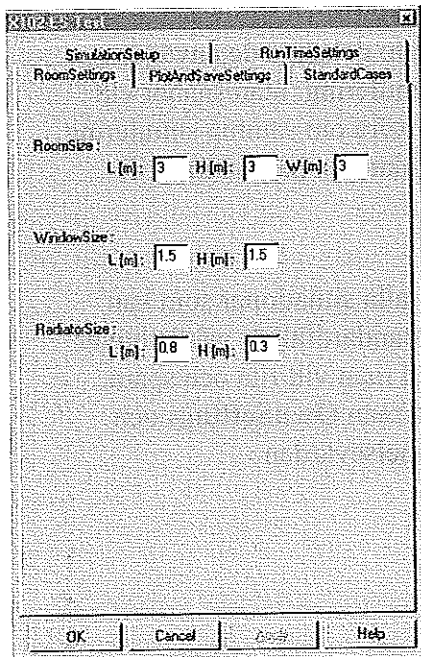 SimulationSetup RunTimeSettings
RoomSettings PlotAndSaveSettings StandardCases
RoomSize :
L [m] : 3 H [m] : 3 W [m] : 3
WindowSize :
L [m] : 1.5 H [m] : 1.5
RadiatorSize :
L [m] : 0.8 H [m] : 0.3
OK Cancel Apply Help